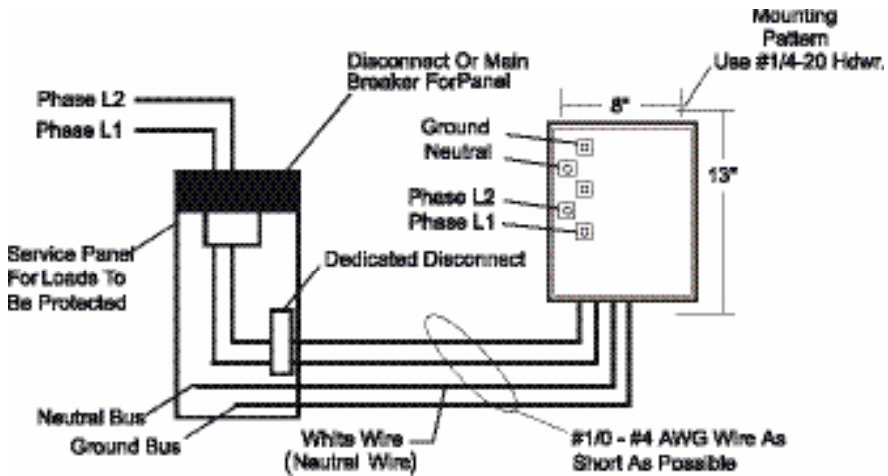 Mounting
Pattern
Use #1/4-20 Hdwr.
Disconnect Or Main
Breaker ForPanel
Phase L2
Phase L1
8"
Ground
Neutral
13"
Phase L2
Phase L1
Service Panel
For Loads To
Be Protected
Dedicated Disconnect
Neutral Bus
Ground Bus
White Wire
(Neutral Wire)
#1/0 - #4 AWG Wire As
Short As Possible